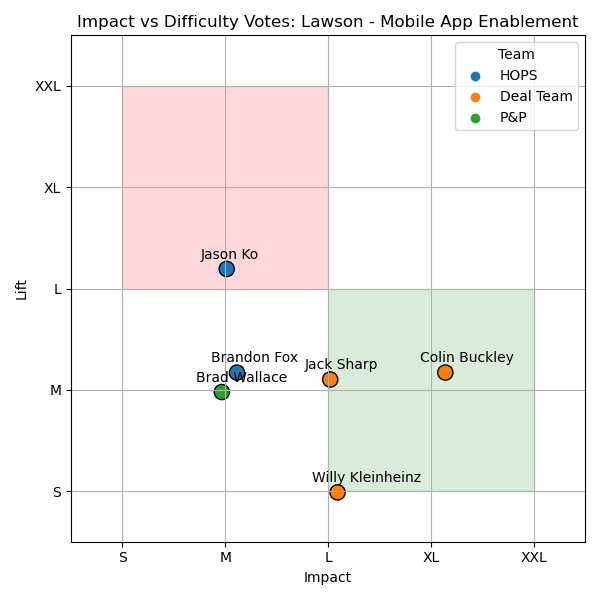 Impact vs Difficulty Votes: Lawson - Mobile App Enablement
Team
HOPS
Deal Team
P&P
XXL
XL
L
M
S
Lift
Jason Ko
Brandon Fox
Brad Wallace
Jack Sharp
Colin Buckley
Willy Kleinheinz
S M L XL XXL
Impact